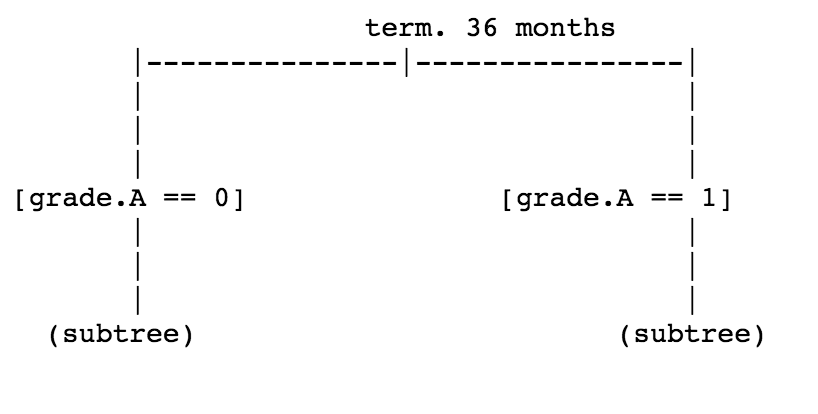 term. 36 months
|---------------|----------------|
|                                |
|                                |
|                                |
[grade.A == 0] [grade.A == 1]
|                                |
|                                |
|                                |
(subtree) (subtree)